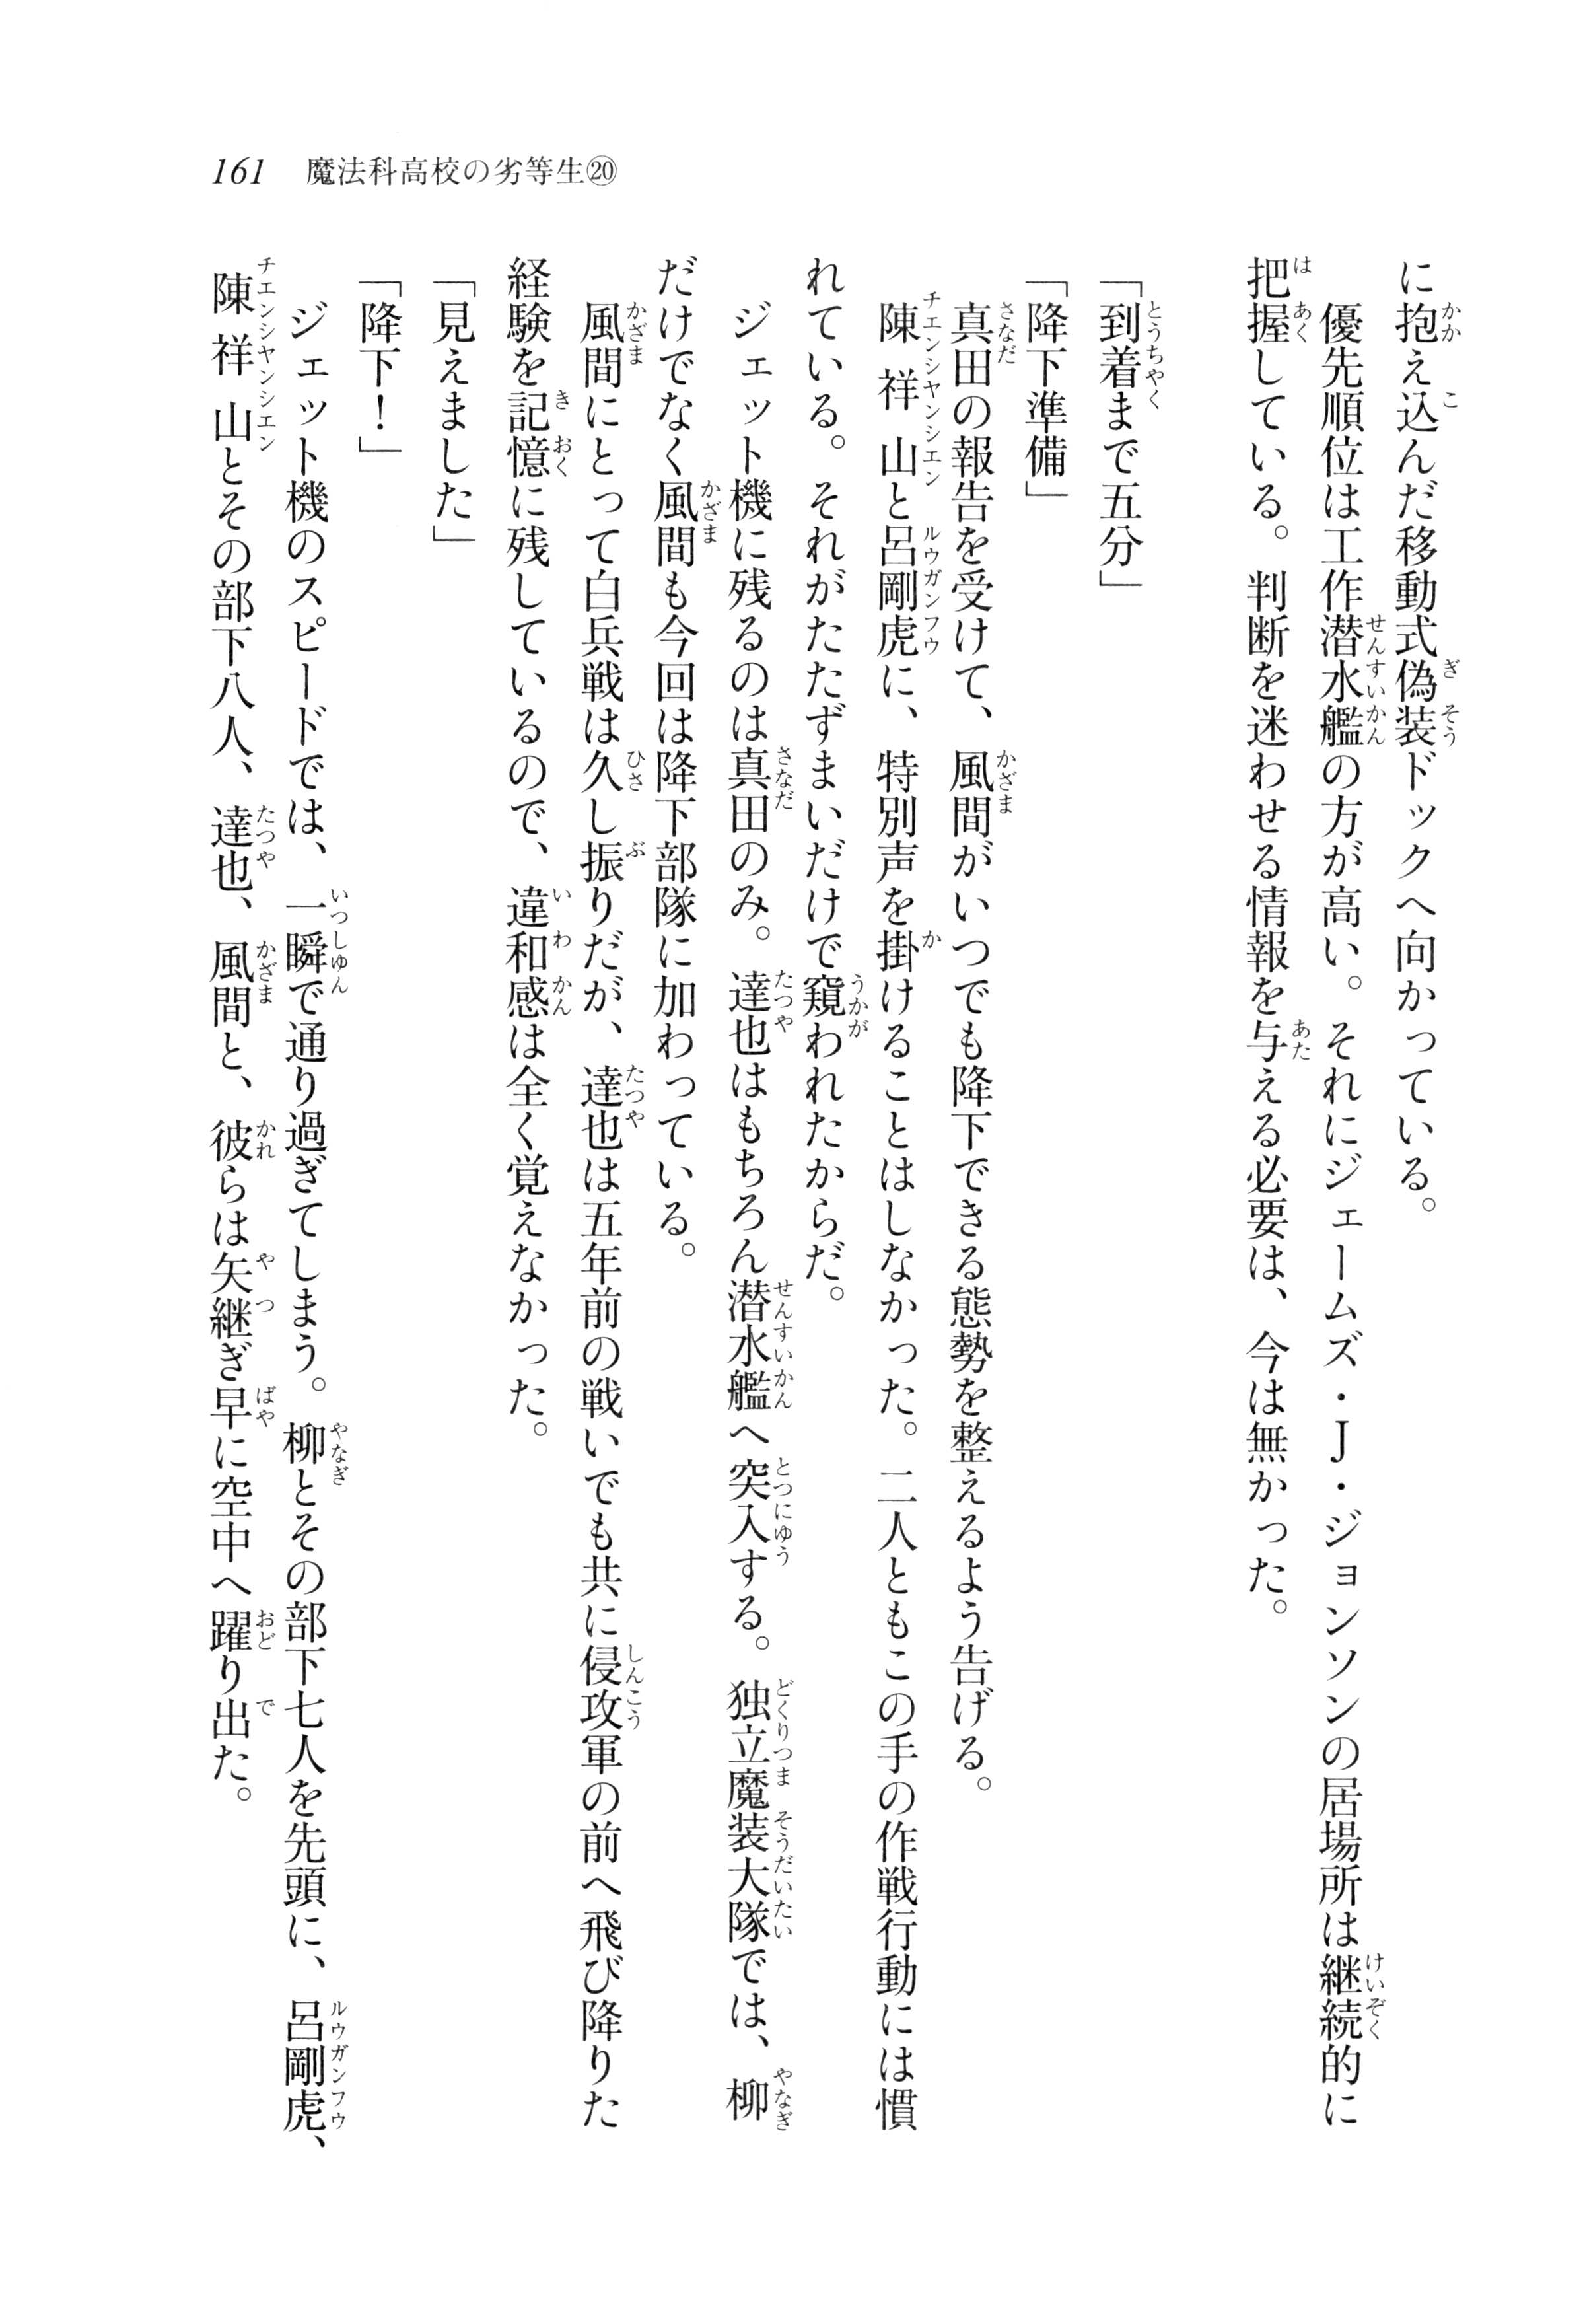 161　魔法科高校の劣等生⑳
に抱え込んだ移動式偽装ドックへ向かっている。
　優先順位は工作潜水艦の方が高い。それにジェームズ・J・ジョンソンの居場所は継続的に
把握している。判断を迷わせる情報を与える必要は、今は無かった。
「到着まで五分」
「降下準備」
　真田の報告を受けて、風間がいつでも降下できる態勢を整えるよう告げる。
　陳祥山と呂剛虎に、特別声を掛けることはしなかった。二人ともこの手の作戦行動には慣
れている。それがたたずまいだけで窺われたからだ。
　ジェット機に残るのは真田のみ。達也はもちろん潜水艦へ突入する。独立魔装大隊では、柳
だけでなく風間も今回は降下部隊に加わっている。
　風間にとって白兵戦は久し振りだが、達也は五年前の戦いでも共に侵攻軍の前へ飛び降りた
経験を記憶に残しているので、違和感は全く覚えなかった。
「見えました」
「降下！」
　ジェット機のスピードでは、一瞬で通り過ぎてしまう。柳とその部下七人を先頭に、呂剛虎、
陳祥山とその部下八人、達也、風間と、彼らは矢継ぎ早に空中へ躍り出た。